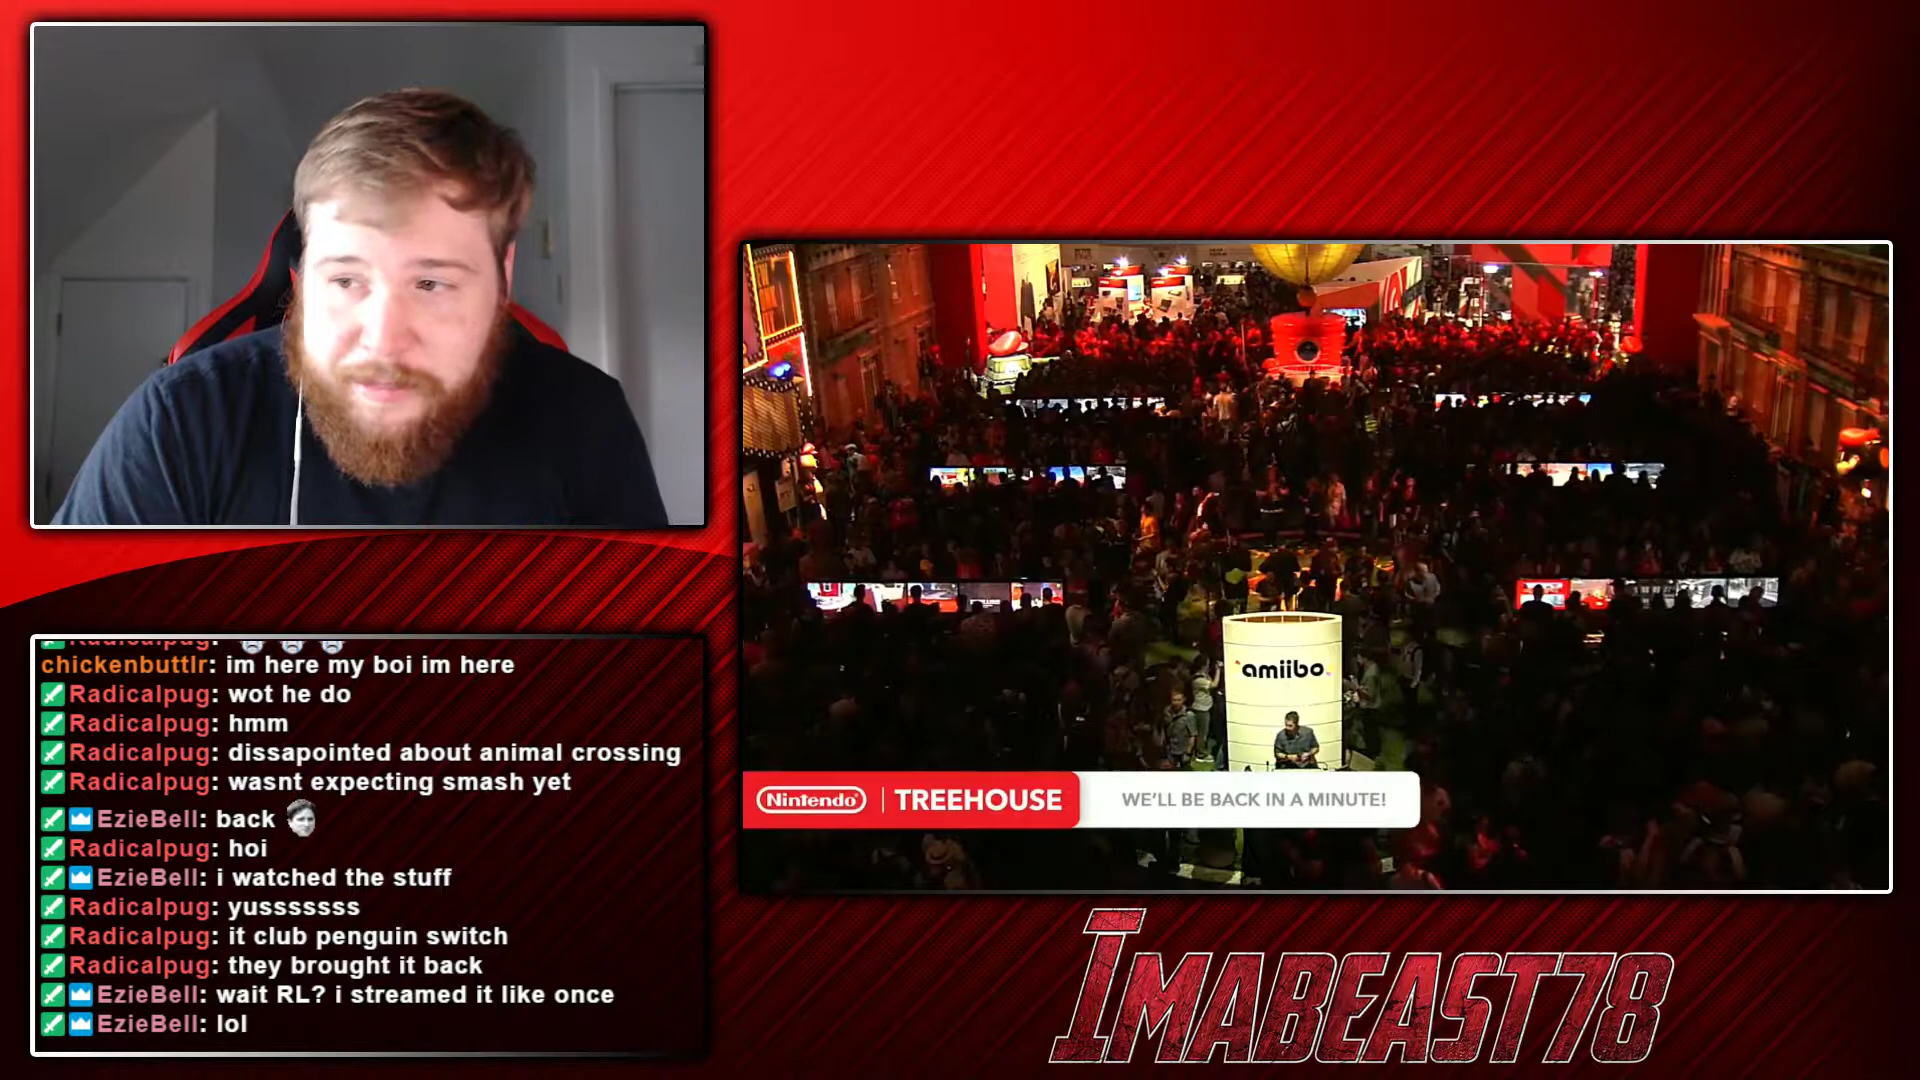 Radicalpug:
chickenbuttlr: im here my boi im here
Radicalpug: wot he do
Radicalpug: hmm
Radicalpug: dissapointed about animal crossing
Radicalpug: wasnt expecting smash yet
EzieBell: back
Radicalpug: hoi
EzieBell: i watched the stuff
Radicalpug: yusssssss
Radicalpug: it club penguin switch
Radicalpug: they brought it back
EzieBell: wait RL? i streamed it like once
EzieBell: lol
amiibo
Nintendo | TREEHOUSE WE'LL BE BACK IN A MINUTE!
IMABEAST78